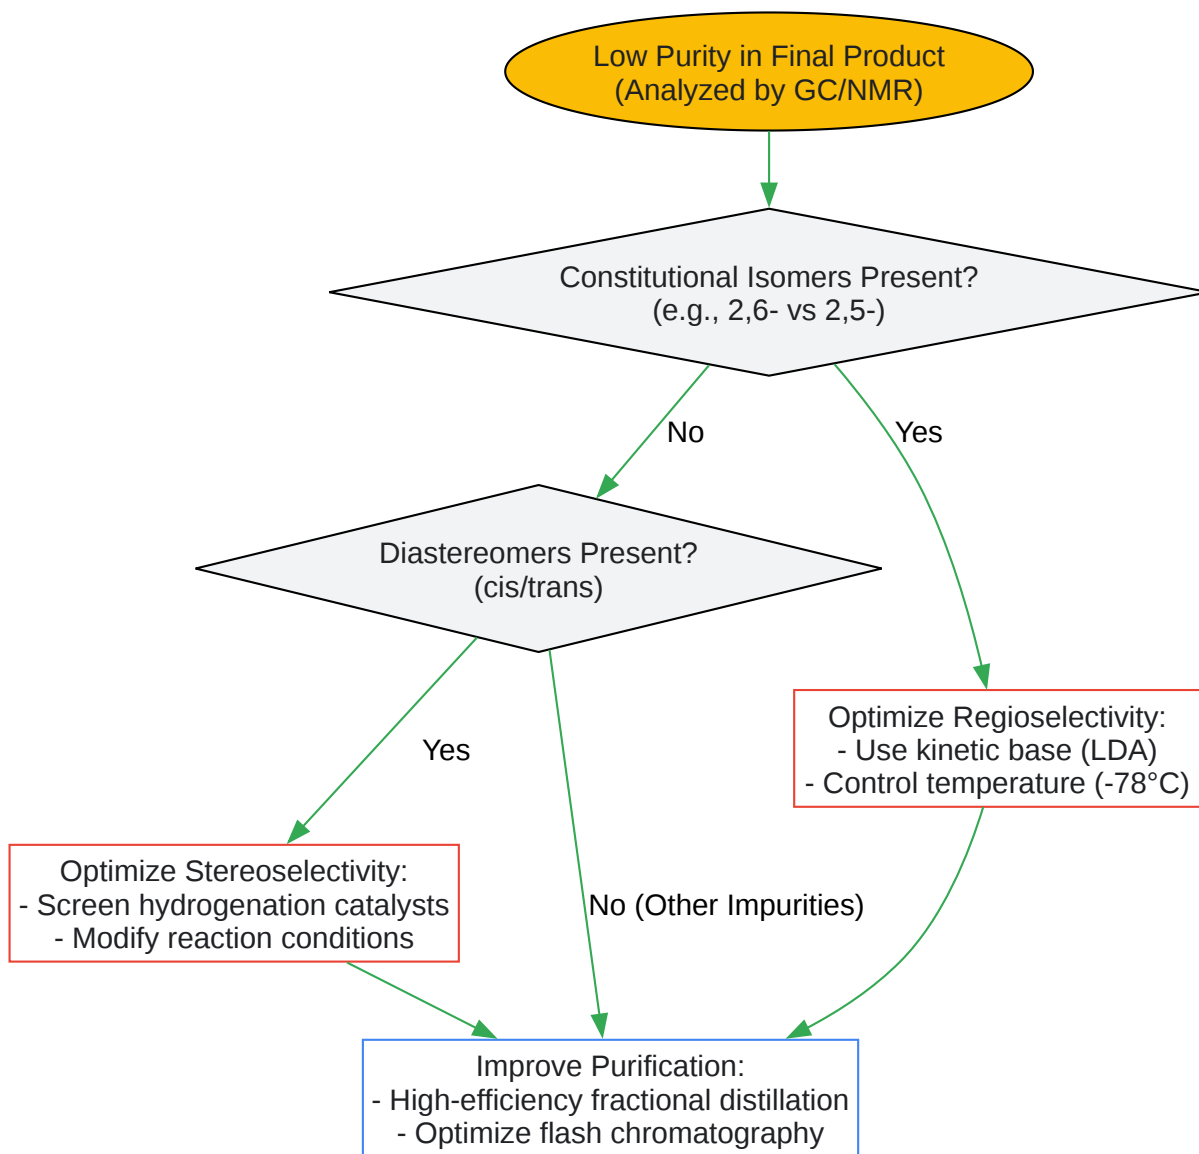 Low Purity in Final Product
(Analyzed by GC/NMR)
Constitutional Isomers Present?
(e.g., 2,6- vs 2,5-)
No
Yes
Diastereomers Present?
(cis/trans)
Optimize Regioselectivity:
- Use kinetic base (LDA)
- Control temperature (-78°C)
Yes
Optimize Stereoselectivity:
- Screen hydrogenation catalysts
- Modify reaction conditions
No (Other Impurities)
Improve Purification:
- High-efficiency fractional distillation
- Optimize flash chromatography